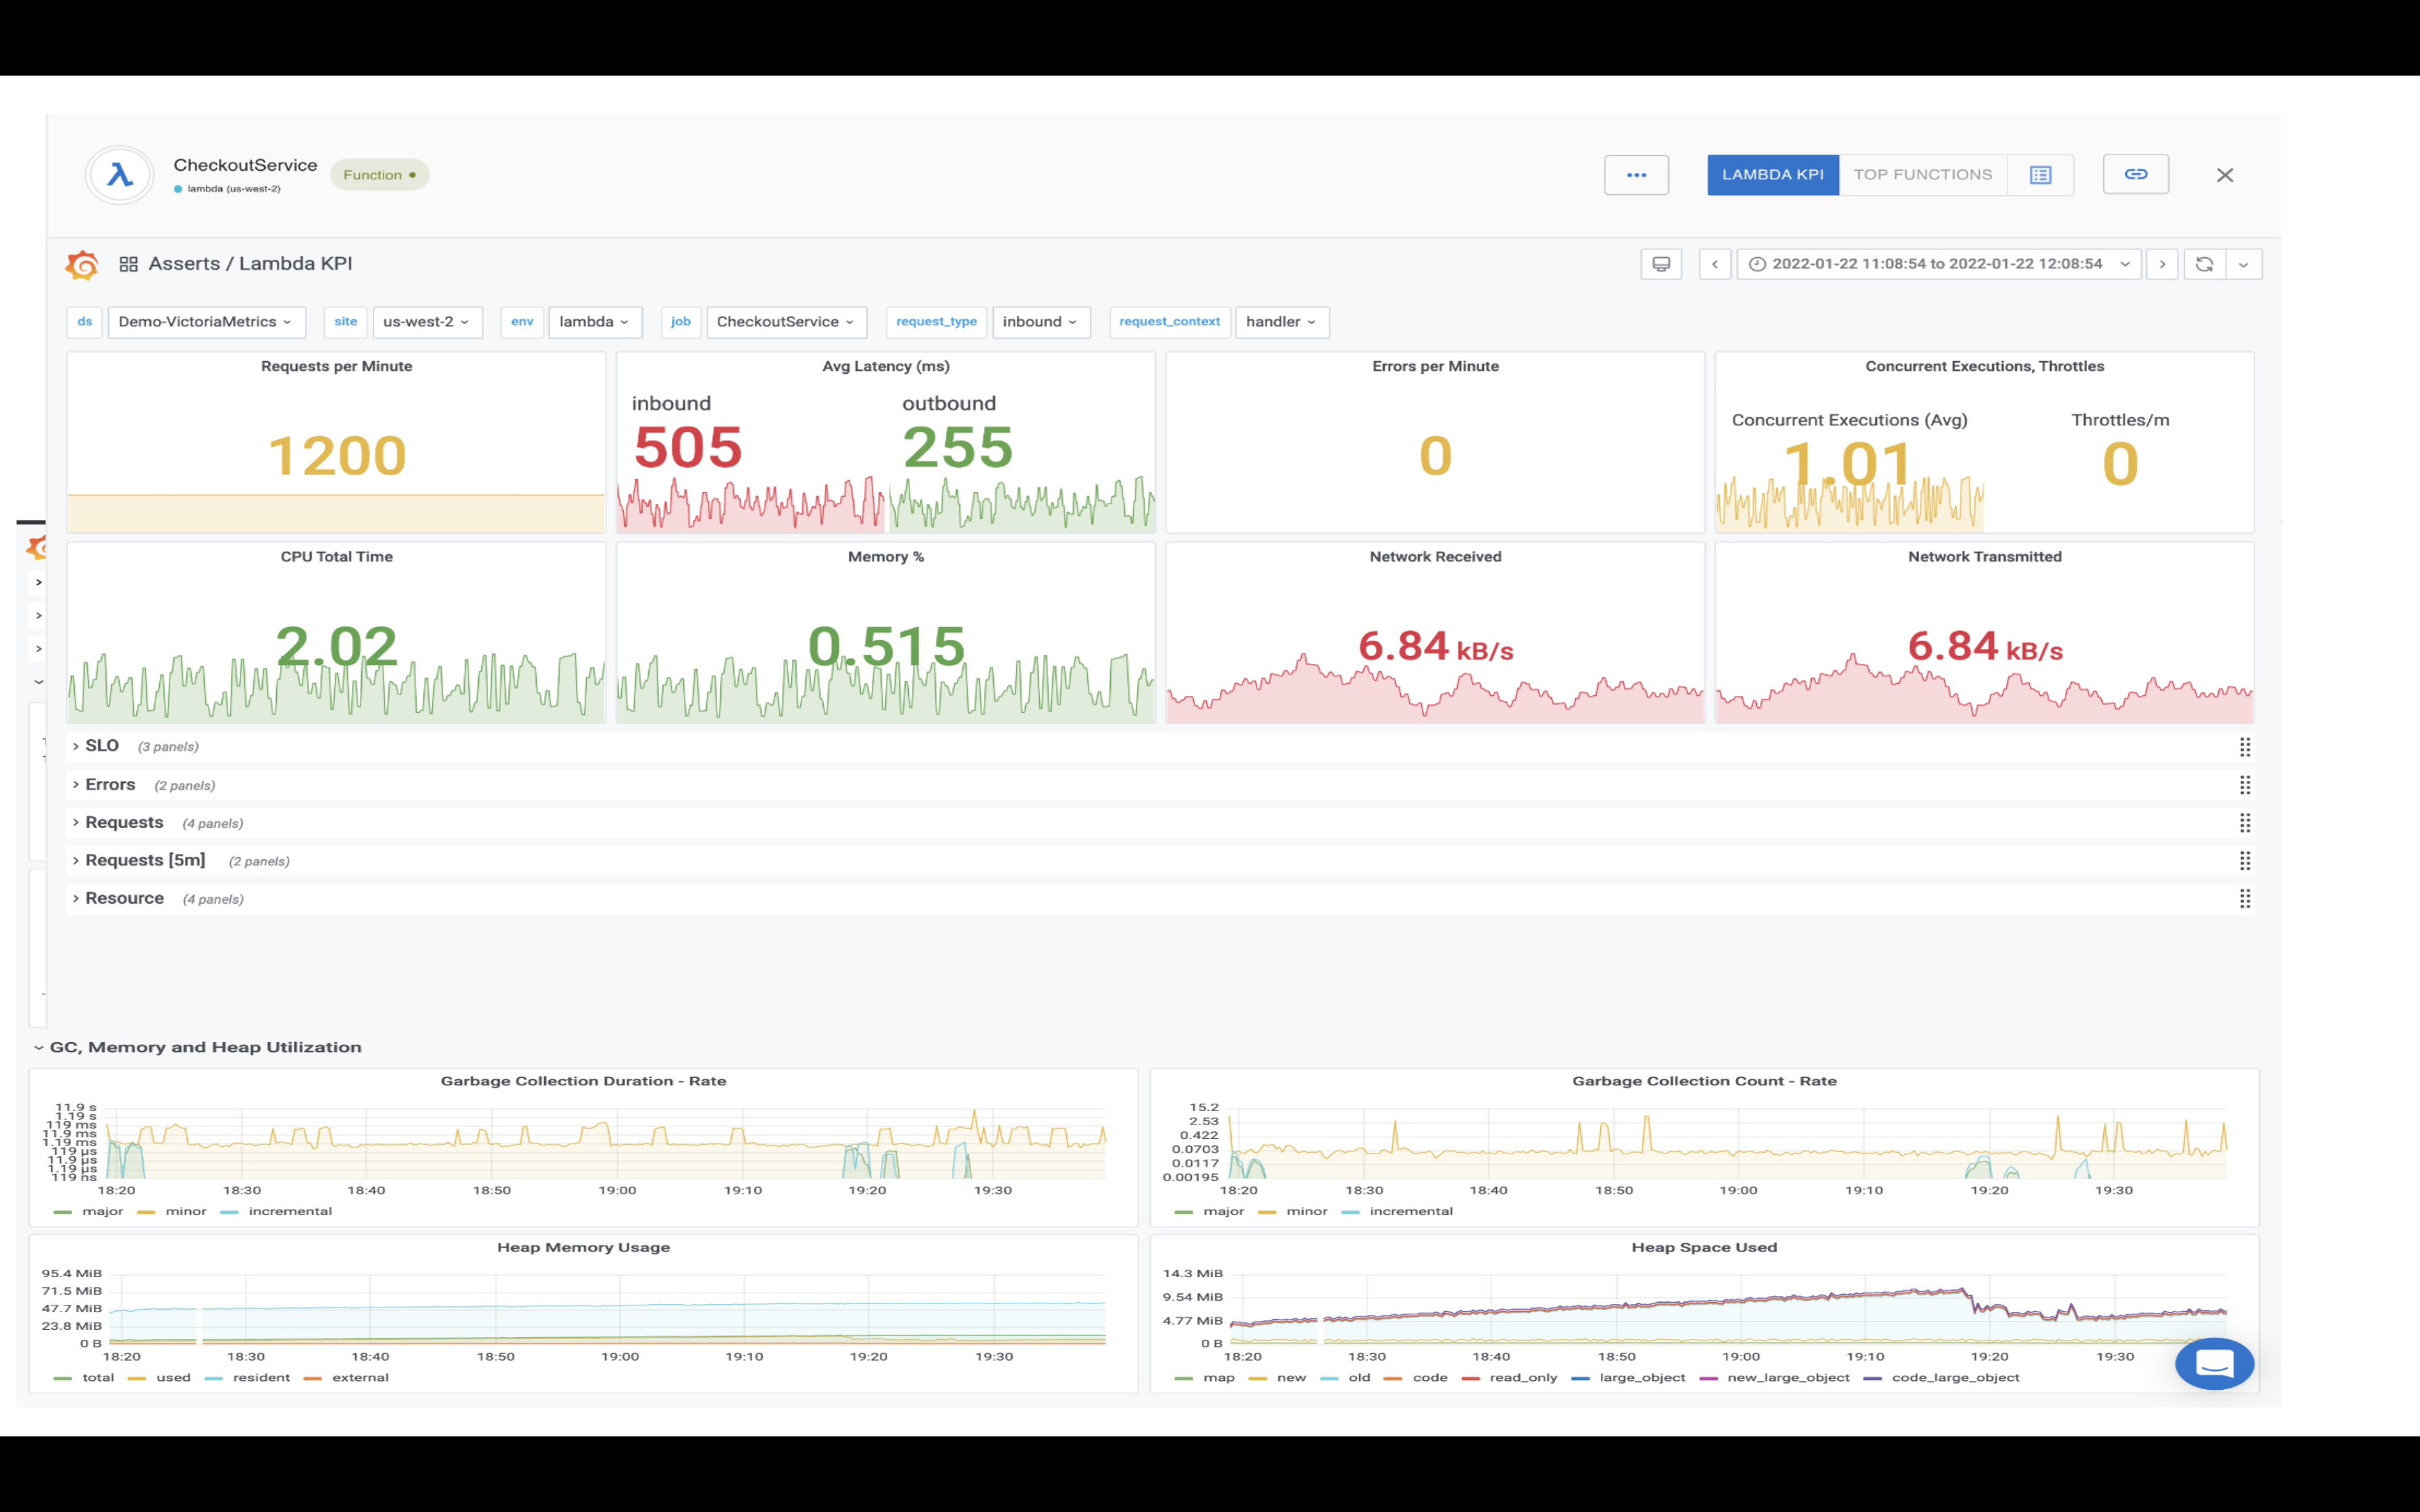 CheckoutService
lambda (us-west-2)
Function
LAMBDA KPI TOP FUNCTIONS
Asserts / Lambda KPI
2022-01-22 11:08:54 to 2022-01-22 12:08:54
ds Demo-VictoriaMetrics site us-west-2 env lambda job CheckoutService request_type inbound request_context handler
Requests per Minute
1200
Avg Latency (ms)
inbound outbound
505 255
Errors per Minute
0
Concurrent Executions, Throttles
Concurrent Executions (Avg) Throttles/m
1.01 0
CPU Total Time
2.02
Memory %
0.515
Network Received
6.84 kB/s
Network Transmitted
6.84 kB/s
SLO (3 panels)
Errors (2 panels)
Requests (4 panels)
Requests [5m] (2 panels)
Resource (4 panels)
GC, Memory and Heap Utilization
Garbage Collection Duration - Rate
11.9 s
1.19 s
119 ms
11.9 ms
1.19 ms
119 µs
11.9 µs
1.19 µs
119 ns
18:20 18:30 18:40 18:50 19:00 19:10 19:20 19:30
major minor incremental
Garbage Collection Count - Rate
15.2
2.53
0.422
0.0703
0.0117
0.00195
18:20 18:30 18:40 18:50 19:00 19:10 19:20 19:30
major minor incremental
Heap Memory Usage
95.4 MiB
71.5 MiB
47.7 MiB
23.8 MiB
0 B
18:20 18:30 18:40 18:50 19:00 19:10 19:20 19:30
total used resident external
Heap Space Used
14.3 MiB
9.54 MiB
4.77 MiB
0 B
18:20 18:30 18:40 18:50 19:00 19:10 19:20 19:30
map new old code read_only large_object new_large_object code_large_object